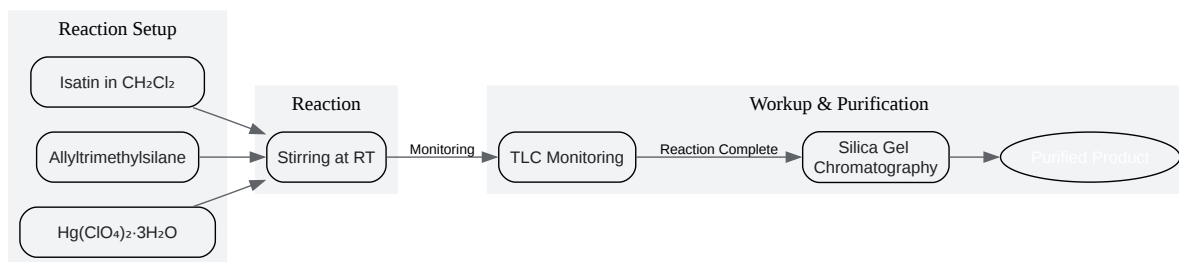 Reaction Setup
Isatin in CH₂Cl₂
Allyltrimethylsilane
Hg(ClO₄)₂·3H₂O
Reaction
Stirring at RT
Monitoring
Workup & Purification
TLC Monitoring
Reaction Complete
Silica Gel
Chromatography
Purified Product